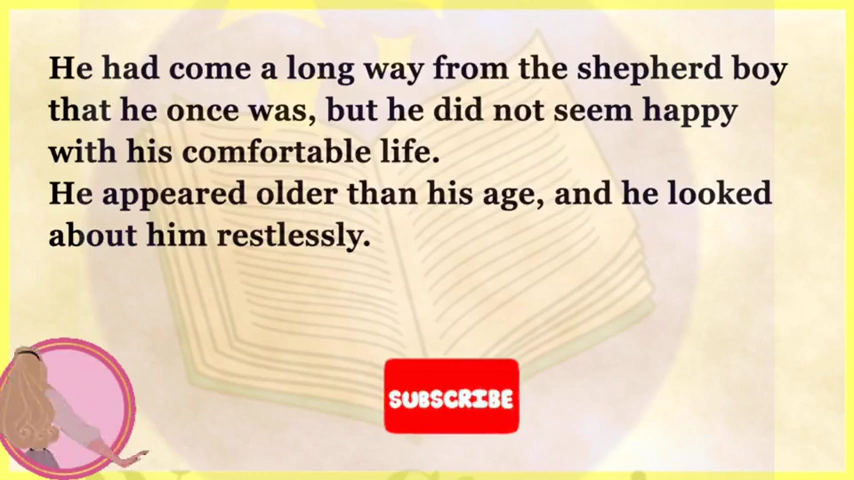 He had come a long way from the shepherd boy
that he once was, but he did not seem happy
with his comfortable life.
He appeared older than his age, and he looked
about him restlessly.
SUBSCRIBE